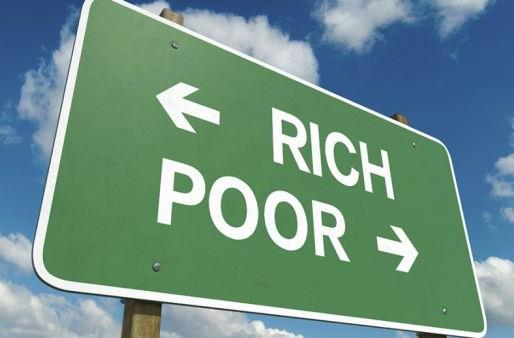 ← RICH
POOR →